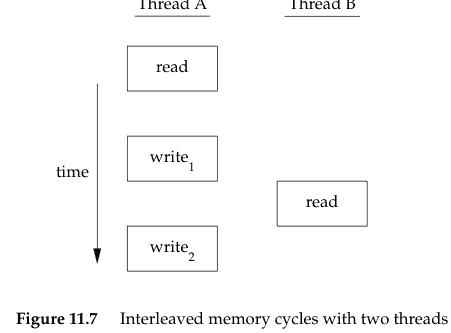 Thread A Thread B
read
write1
time
read
write2
Figure 11.7 Interleaved memory cycles with two threads